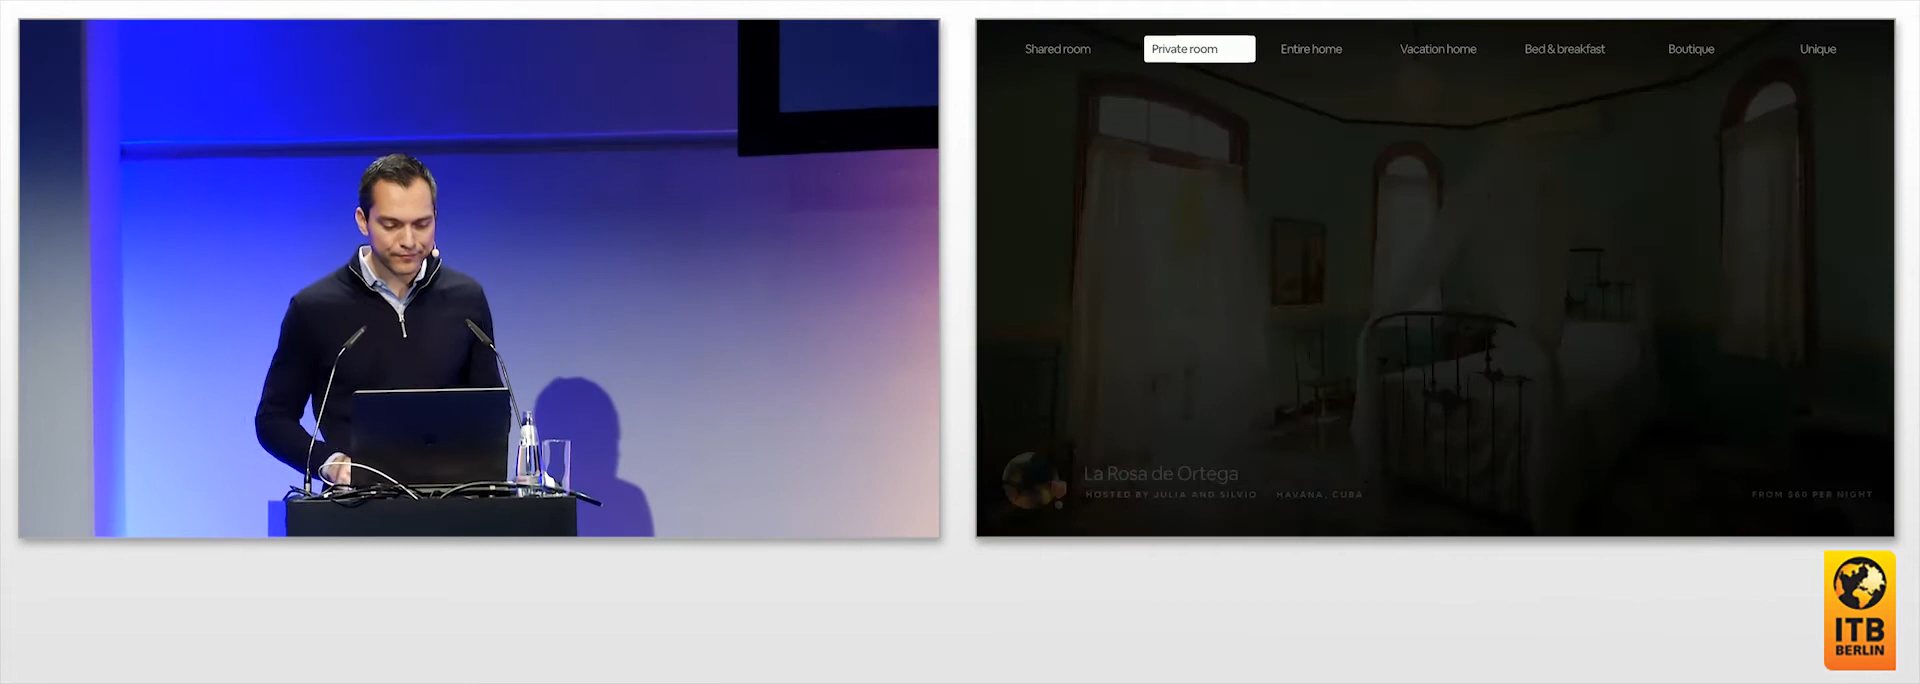 Shared room
Private room
Entire home
Vacation home
Bed & breakfast
Boutique
Unique
La Rosa de Ortega
HOSTED BY JULIA AND SILVIO HAVANA, CUBA
FROM $60 PER NIGHT
ITB
BERLIN